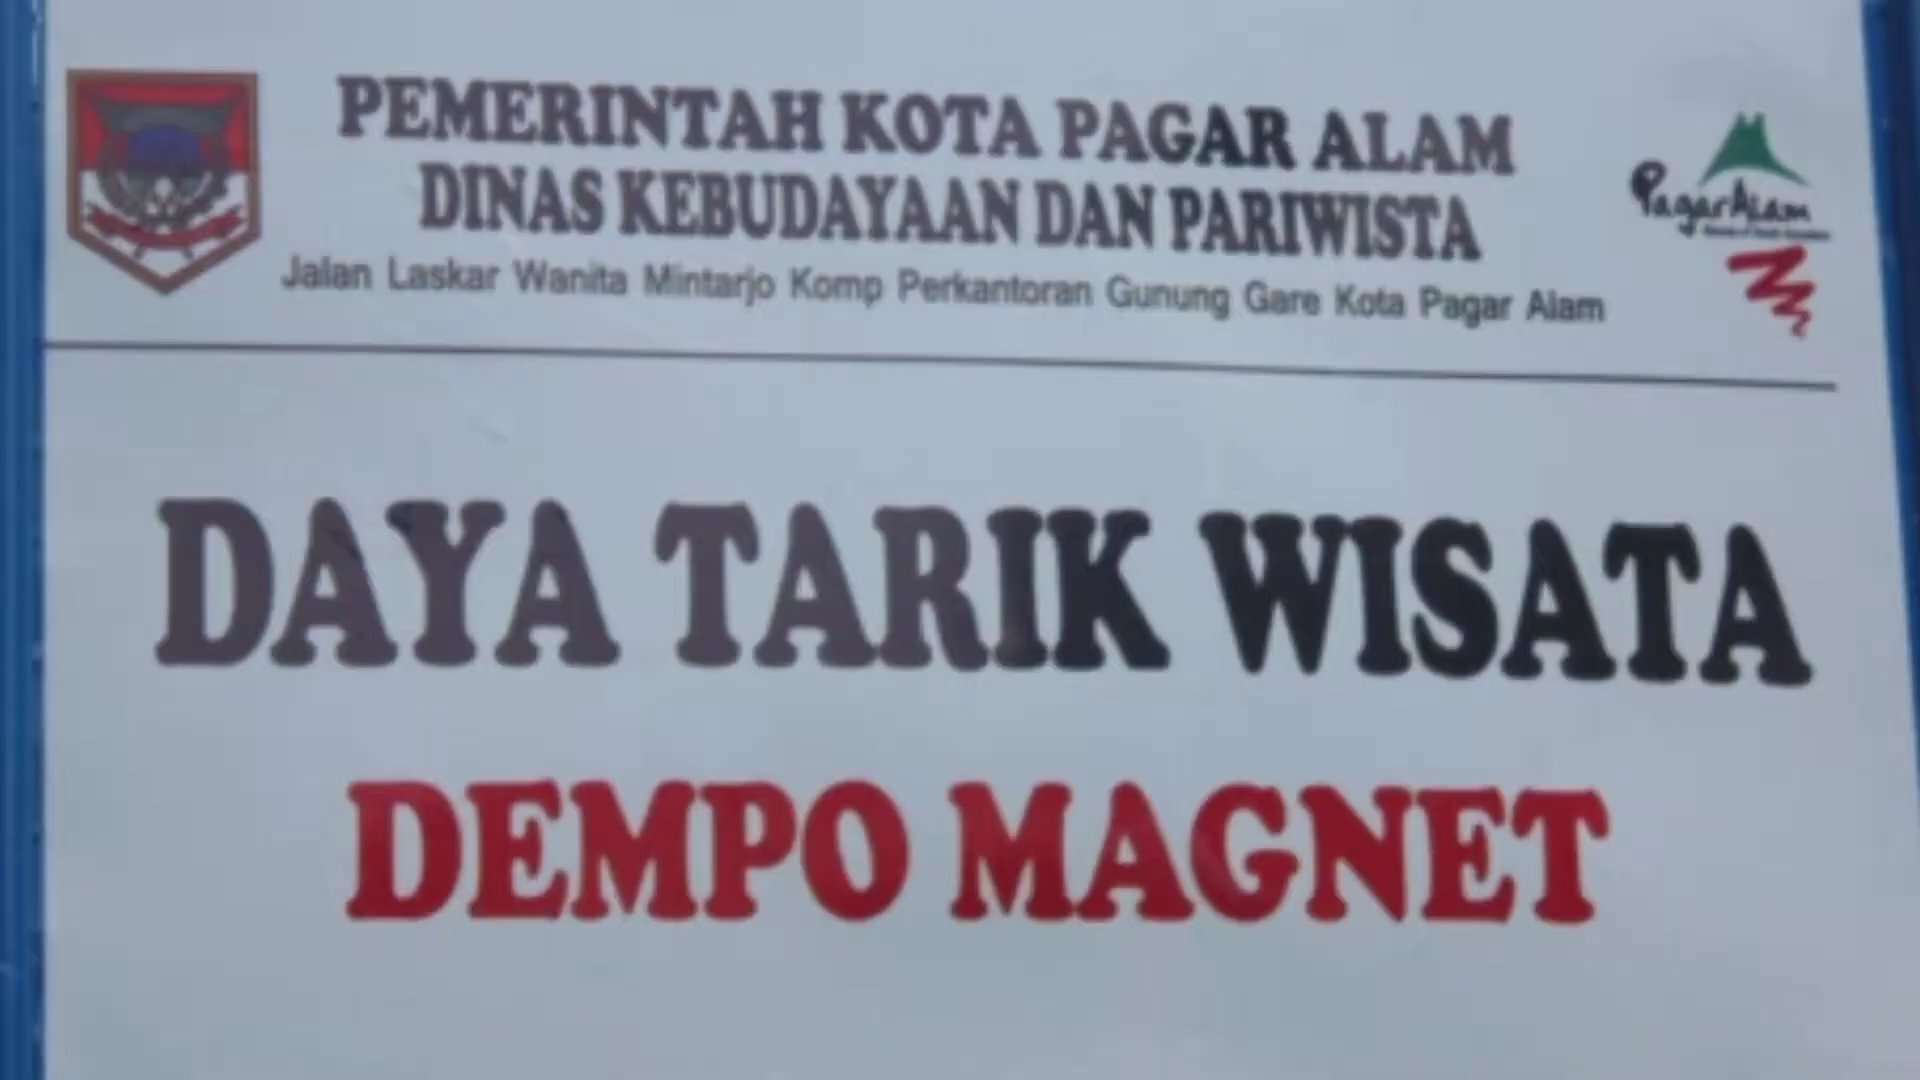 PEMERINTAH KOTA PAGAR ALAM
DINAS KEBUDAYAAN DAN PARIWISTA
Jalan Laskar Wanita Mintarjo Komp Perkantoran Gunung Gare Kota Pagar Alam
PagarAlam
DAYA TARIK WISATA
DEMPO MAGNET